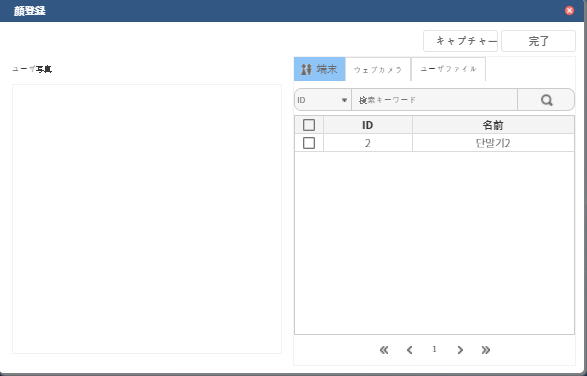 顔登録
キャプチャー 完了
ユーザ写真
端末 ウェブカメラ ユーザファイル
ID 検索キーワード
ID 名前
2 단말기2
1